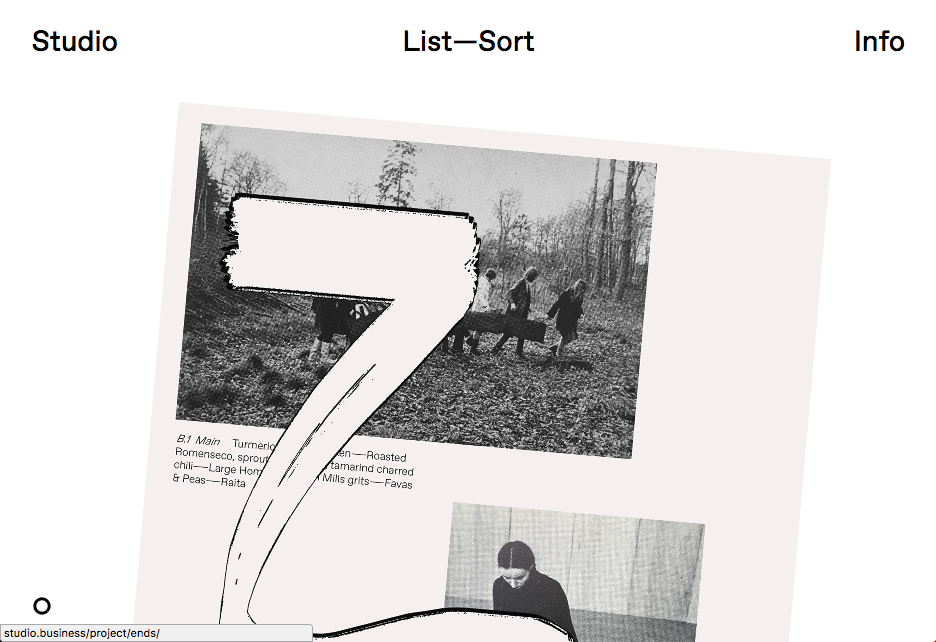 Studio
List—Sort
Info
B.1 Main Turmeric ken—Roasted
Romenseco, sprout tamarind charred
chili—Large Hom Mills grits—Favas
& Peas—Raita
studio.business/project/ends/